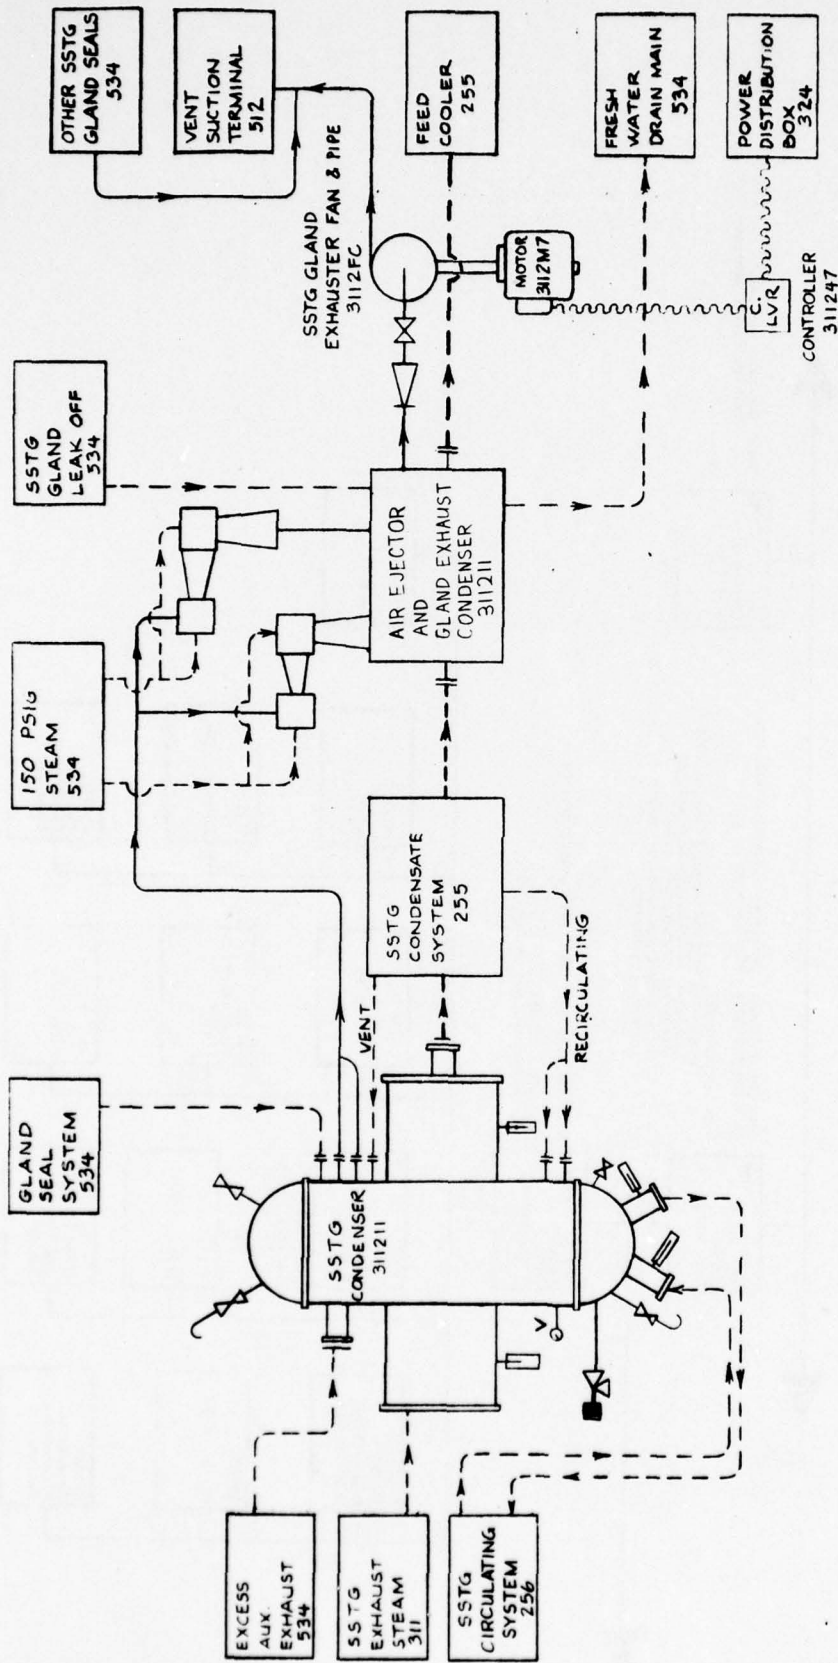 OTHER SSTG
GLAND SEALS
534
VENT
SUCTION
TERMINAL
512
FEED
COOLER
255
FRESH
WATER
DRAIN MAIN
534
POWER
DISTRIBUTION
BOX
324
SSTG GLAND
EXHAUSTER FAN & PIPE
3112FC
MOTOR
3112M7
C.
LVR
CONTROLLER
311247
SSTG
GLAND
LEAK OFF
534
150 PSIG
STEAM
534
AIR EJECTOR
AND
GLAND EXHAUST
CONDENSER
311211
SSTG
CONDENSATE
SYSTEM
255
VENT
RECIRCULATING
GLAND
SEAL
SYSTEM
534
SSTG
CONDENSER
311211
V
EXCESS
AUX.
EXHAUST
534
SSTG
EXHAUST
STEAM
311
SSTG
CIRCULATING
SYSTEM
256